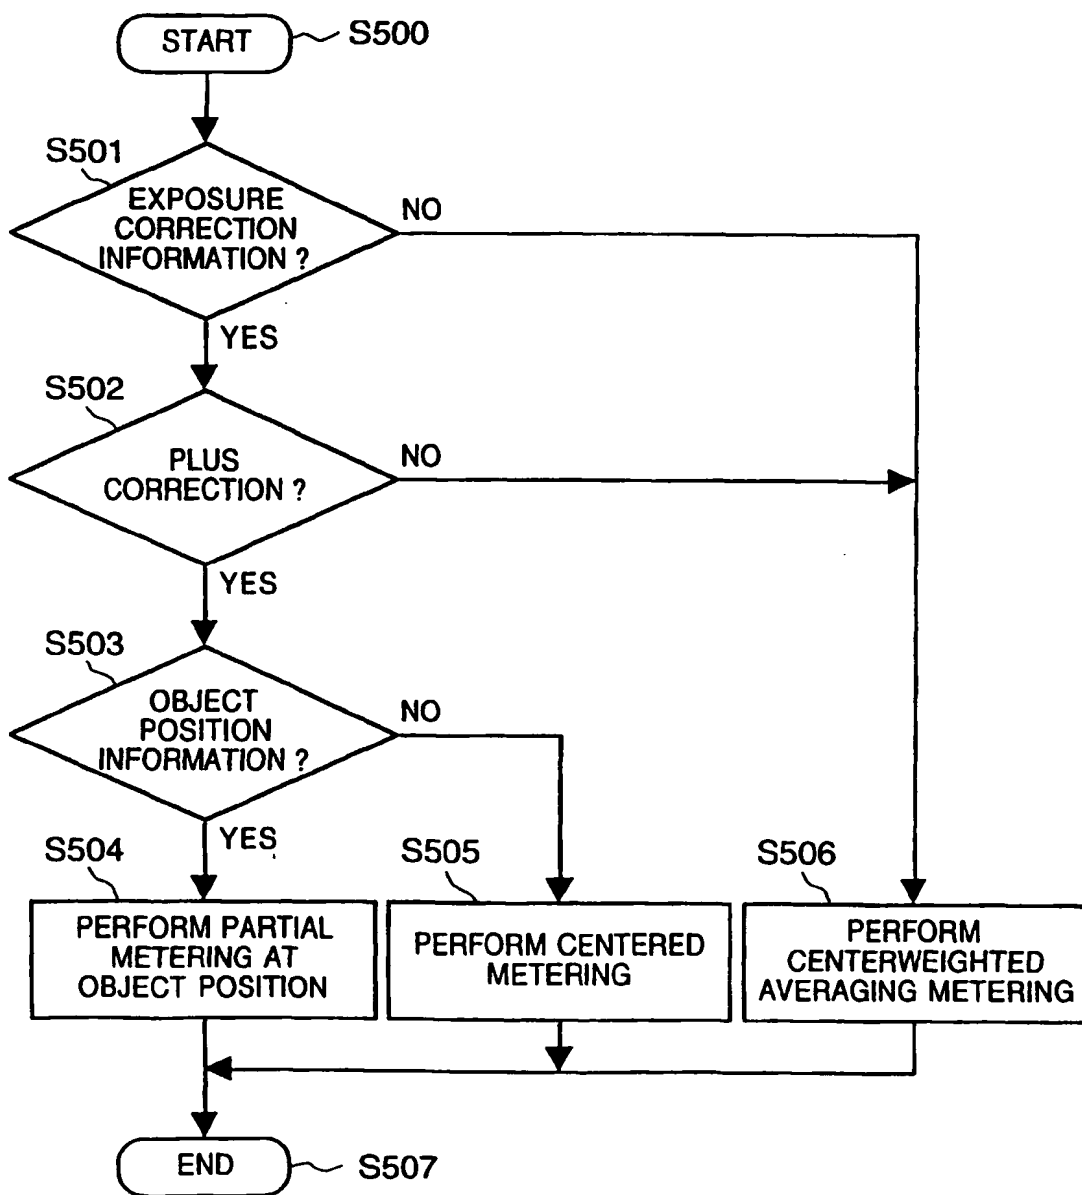 START
S500
S501
EXPOSURE
CORRECTION
INFORMATION ?
NO
YES
S502
PLUS
CORRECTION ?
NO
YES
S503
OBJECT
POSITION
INFORMATION ?
NO
YES
S504
PERFORM PARTIAL
METERING AT
OBJECT POSITION
S505
PERFORM CENTERED
METERING
S506
PERFORM
CENTERWEIGHTED
AVERAGING METERING
END
S507